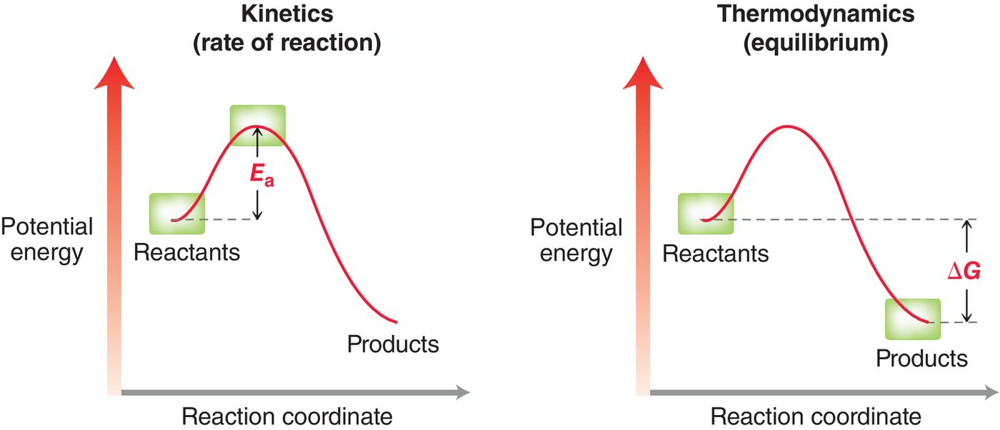 Kinetics
(rate of reaction)
Potential
energy
Reactants
Eₐ
Products
Reaction coordinate
Thermodynamics
(equilibrium)
Potential
energy
Reactants
ΔG
Products
Reaction coordinate